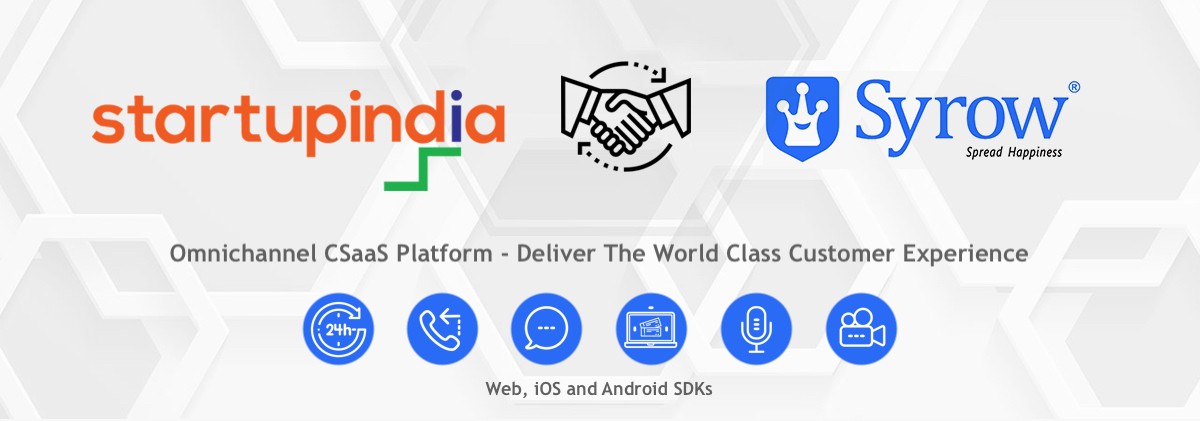 startupindia
Syrow®
Spread Happiness
Omnichannel CSaaS Platform - Deliver The World Class Customer Experience
24h
Web, iOS and Android SDKs